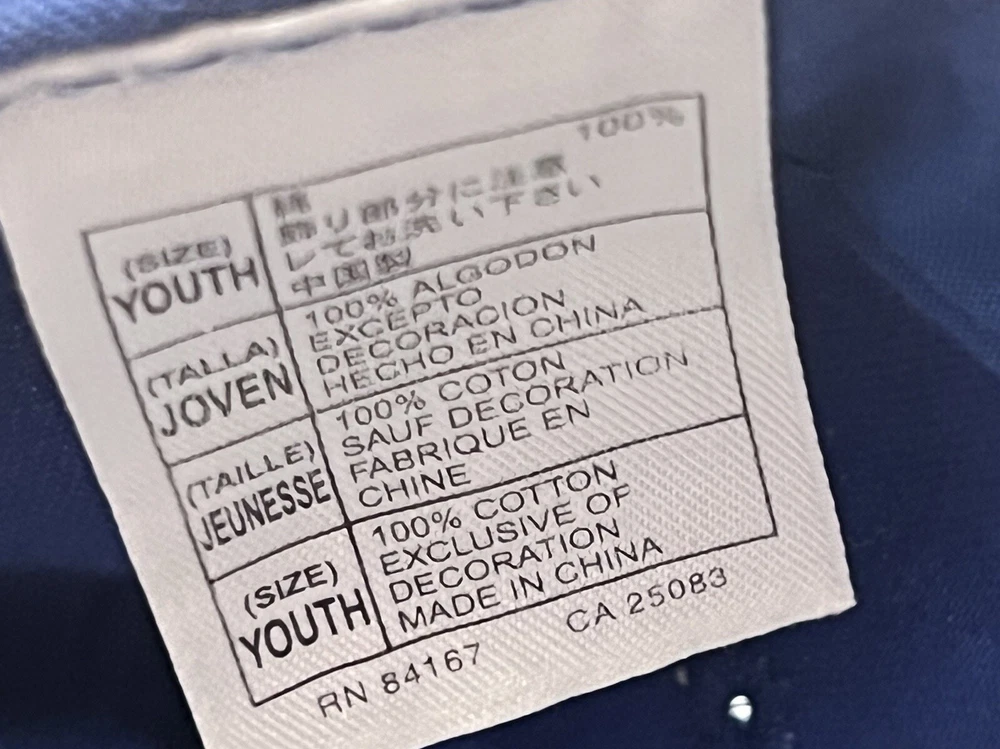 (SIZE)
YOUTH
綿 100%
飾り部分に注意
してお洗い下さい
中国製
(TALLA)
JOVEN
100% ALGODON
EXCEPTO
DECORACION
HECHO EN CHINA
(TAILLE)
JEUNESSE
100% COTON
SAUF DECORATION
FABRIQUE EN
CHINE
(SIZE)
YOUTH
100% COTTON
EXCLUSIVE OF
DECORATION
MADE IN CHINA
RN 84167 CA 25083